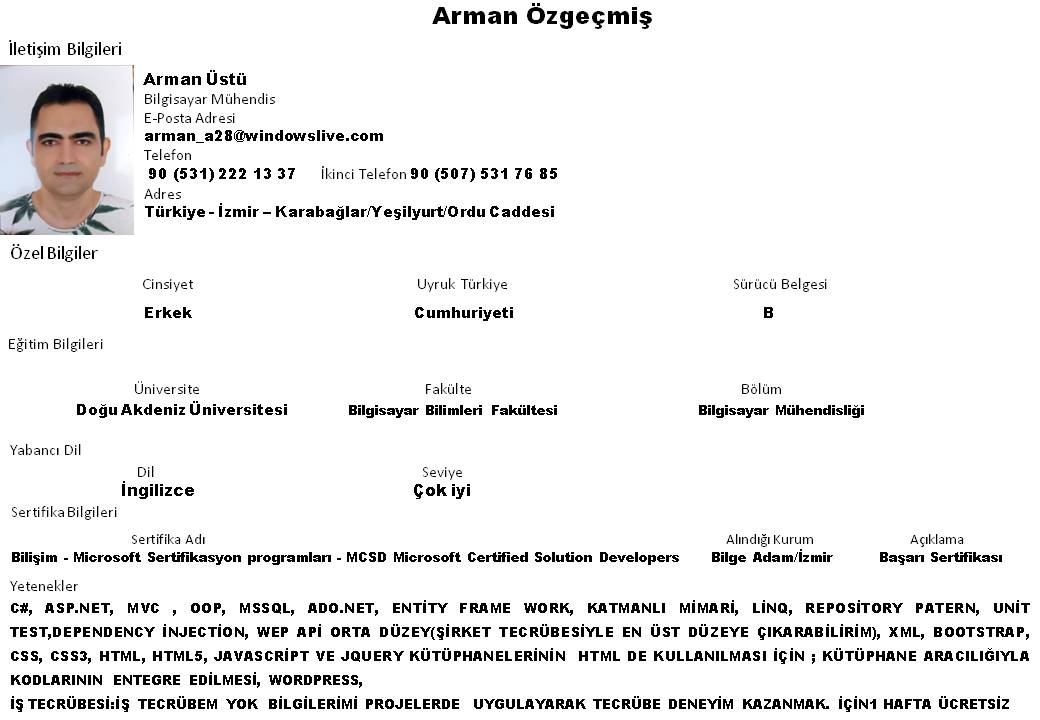 Arman Özgeçmiş
İletişim Bilgileri
Arman Üstü
Bilgisayar Mühendis
E-Posta Adresi
arman_a28@windowslive.com
Telefon
90 (531) 222 13 37 İkinci Telefon 90 (507) 531 76 85
Adres
Türkiye - İzmir – Karabağlar/Yeşilyurt/Ordu Caddesi
Özel Bilgiler
Cinsiyet Uyruk Türkiye Sürücü Belgesi
Erkek Cumhuriyeti B
Eğitim Bilgileri
Üniversite Fakülte Bölüm
Doğu Akdeniz Üniversitesi Bilgisayar Bilimleri Fakültesi Bilgisayar Mühendisliği
Yabancı Dil
Dil Seviye
İngilizce Çok iyi
Sertifika Bilgileri
Sertifika Adı Alındığı Kurum Açıklama
Bilişim - Microsoft Sertifikasyon programları - MCSD Microsoft Certified Solution Developers Bilge Adam/İzmir Başarı Sertifikası
Yetenekler
C#, ASP.NET, MVC , OOP, MSSQL, ADO.NET, ENTİTY FRAME WORK, KATMANLI MİMARİ, LİNQ, REPOSİTORY PATERN, UNİT
TEST,DEPENDENCY İNJECTİON, WEP APİ ORTA DÜZEY(ŞİRKET TECRÜBESİYLE EN ÜST DÜZEYE ÇIKARABİLİRİM), XML, BOOTSTRAP,
CSS, CSS3, HTML, HTML5, JAVASCRİPT VE JQUERY KÜTÜPHANELERİNİN HTML DE KULLANILMASI İÇİN ; KÜTÜPHANE ARACILIĞIYLA
KODLARININ ENTEGRE EDİLMESİ, WORDPRESS,
İŞ TECRÜBESİ:İŞ TECRÜBEM YOK BİLGİLERİMİ PROJELERDE UYGULAYARAK TECRÜBE DENEYİM KAZANMAK. İÇİN1 HAFTA ÜCRETSİZ